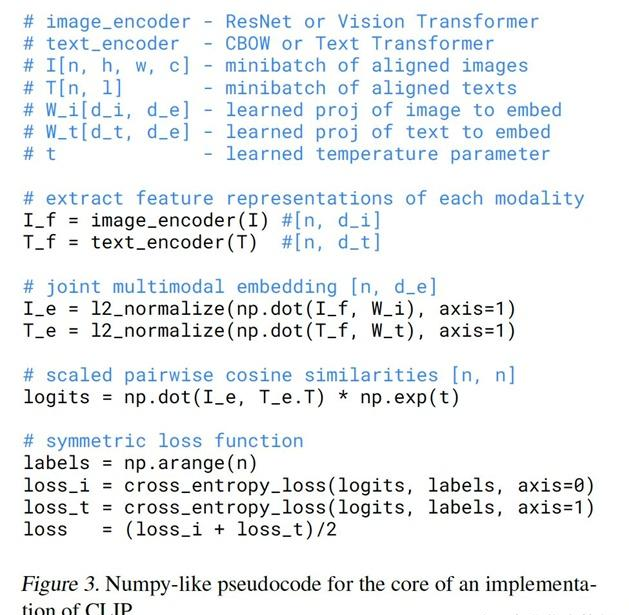 # image_encoder - ResNet or Vision Transformer
# text_encoder - CBOW or Text Transformer
# I[n, h, w, c] - minibatch of aligned images
# T[n, l] - minibatch of aligned texts
# W_i[d_i, d_e] - learned proj of image to embed
# W_t[d_t, d_e] - learned proj of text to embed
# t - learned temperature parameter
# extract feature representations of each modality
I_f = image_encoder(I) #[n, d_i]
T_f = text_encoder(T) #[n, d_t]
# joint multimodal embedding [n, d_e]
I_e = l2_normalize(np.dot(I_f, W_i), axis=1)
T_e = l2_normalize(np.dot(T_f, W_t), axis=1)
# scaled pairwise cosine similarities [n, n]
logits = np.dot(I_e, T_e.T) * np.exp(t)
# symmetric loss function
labels = np.arange(n)
loss_i = cross_entropy_loss(logits, labels, axis=0)
loss_t = cross_entropy_loss(logits, labels, axis=1)
loss = (loss_i + loss_t)/2
Figure 3. Numpy-like pseudocode for the core of an implementa-
tion of CLIP